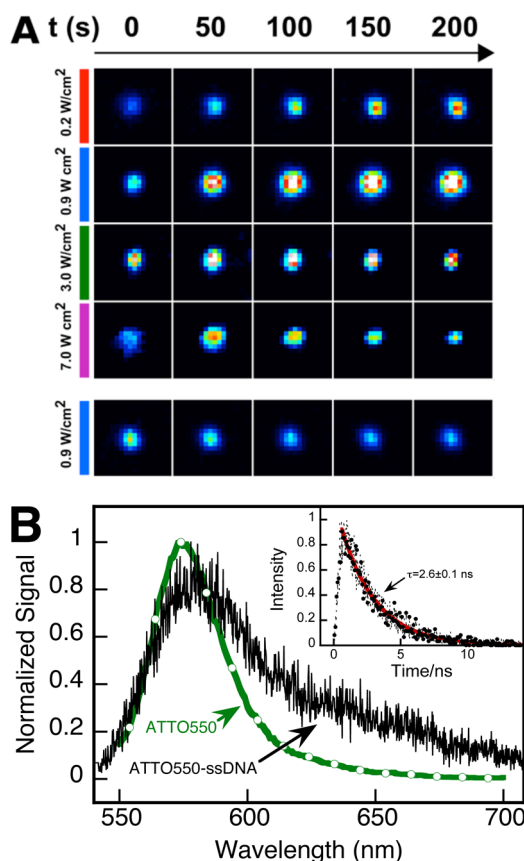 A t (s) 0 50 100 150 200
0.2 W/cm2
0.9 W cm2
3.0 W/cm2
7.0 W cm2
0.9 W/cm2
B
Normalized Signal
1
0.8
0.6
0.4
0.2
0
550 600 650 700
Wavelength (nm)
ATTO550
ATTO550-ssDNA
Intensity
1
0.8
0.6
0.4
0.2
0
0 5 10
Time/ns
τ=2.6±0.1 ns